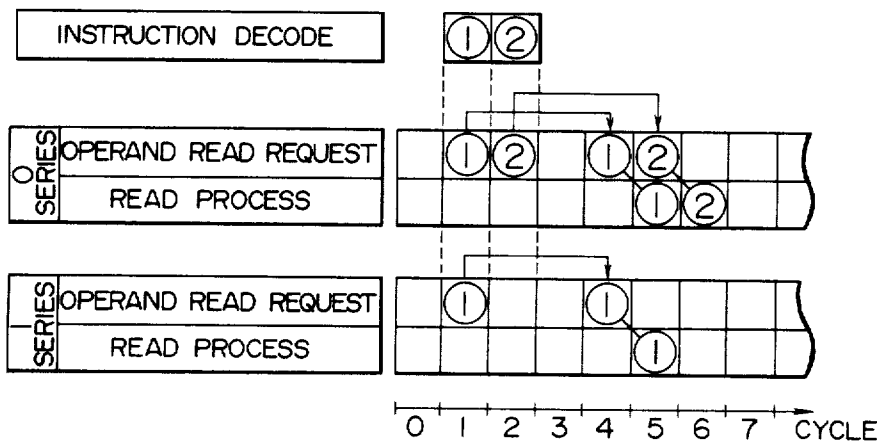 INSTRUCTION DECODE 1 2
0 SERIES
OPERAND READ REQUEST 1 2 1 2
READ PROCESS 1 2
1 SERIES
OPERAND READ REQUEST 1 1
READ PROCESS 1
0 1 2 3 4 5 6 7 CYCLE